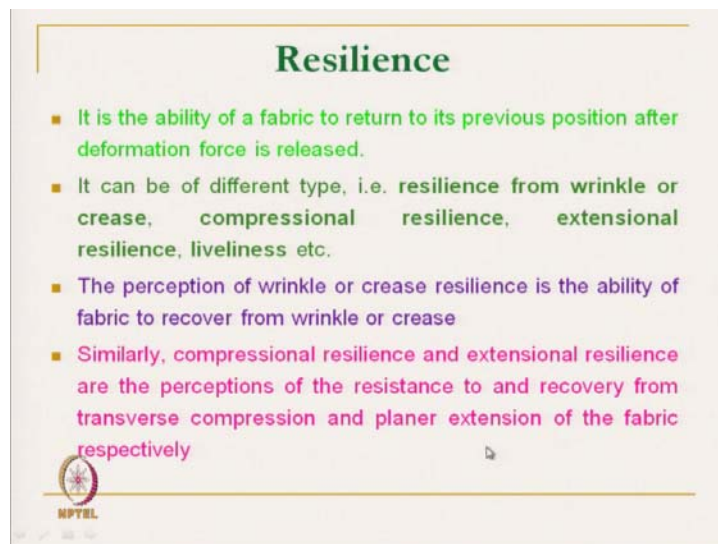 Resilience
It is the ability of a fabric to return to its previous position after
deformation force is released.
It can be of different type, i.e. resilience from wrinkle or
crease, compressional resilience, extensional
resilience, liveliness etc.
The perception of wrinkle or crease resilience is the ability of
fabric to recover from wrinkle or crease
Similarly, compressional resilience and extensional resilience
are the perceptions of the resistance to and recovery from
transverse compression and planer extension of the fabric
respectively
NPTEL